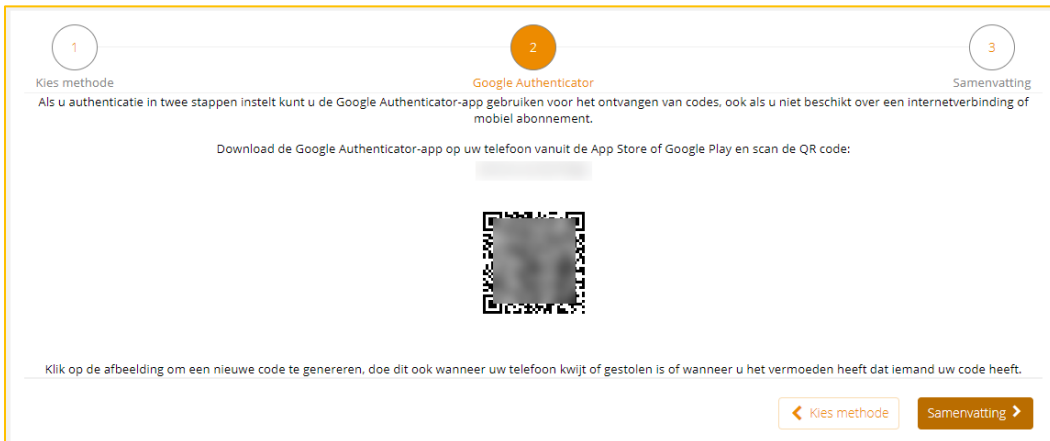 1
2
3
Kies methode
Google Authenticator
Samenvatting
Als u authenticatie in twee stappen instelt kunt u de Google Authenticator-app gebruiken voor het ontvangen van codes, ook als u niet beschikt over een internetverbinding of
mobiel abonnement.
Download de Google Authenticator-app op uw telefoon vanuit de App Store of Google Play en scan de QR code:
Klik op de afbeelding om een nieuwe code te genereren, doe dit ook wanneer uw telefoon kwijt of gestolen is of wanneer u het vermoeden heeft dat iemand uw code heeft.
Kies methode
Samenvatting